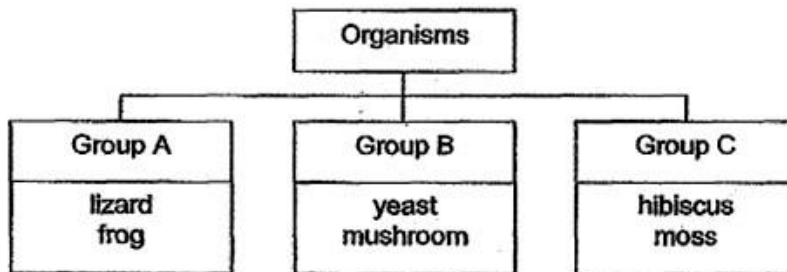 Organisms
Group A
Group B
Group C
lizard
frog
yeast
mushroom
hibiscus
moss